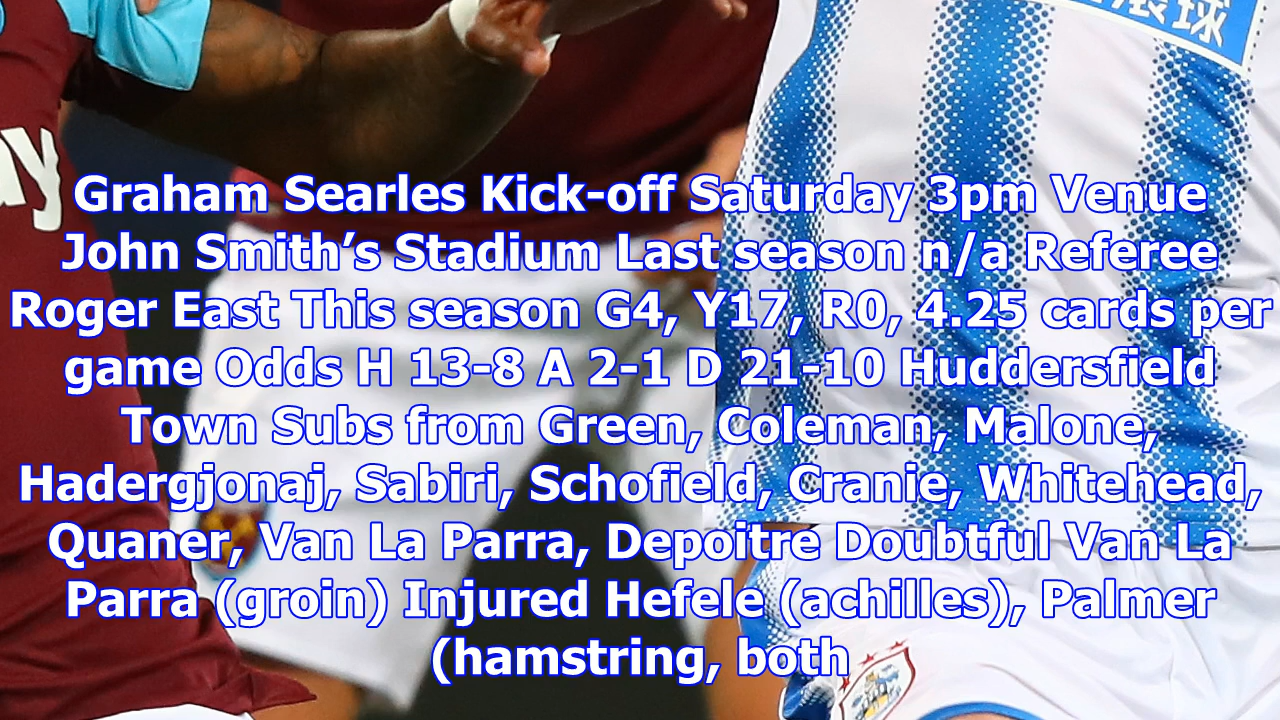 滚球
ay
Graham Searles Kick-off Saturday 3pm Venue
John Smith’s Stadium Last season n/a Referee
Roger East This season G4, Y17, R0, 4.25 cards per
game Odds H 13-8 A 2-1 D 21-10 Huddersfield
Town Subs from Green, Coleman, Malone,
Hadergjonaj, Sabiri, Schofield, Cranie, Whitehead,
Quaner, Van La Parra, Depoitre Doubtful Van La
Parra (groin) Injured Hefele (achilles), Palmer
(hamstring, both